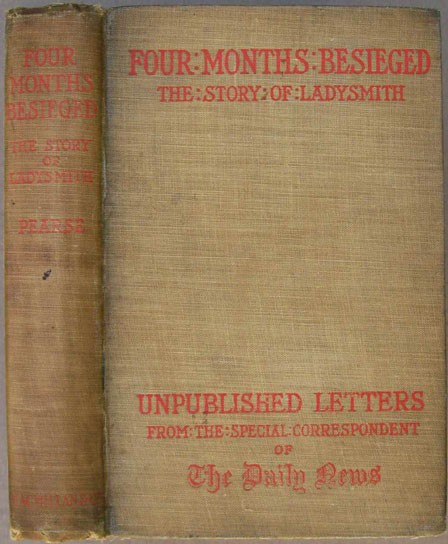 FOUR
MONTHS
BESIEGED
THE STORY
OF
LADYSMITH
PEARSE
FOUR:MONTHS:BESIEGED
THE:STORY:OF:LADYSMITH
UNPUBLISHED LETTERS
FROM:THE:SPECIAL:CORRESPONDENT
OF
The Daily News